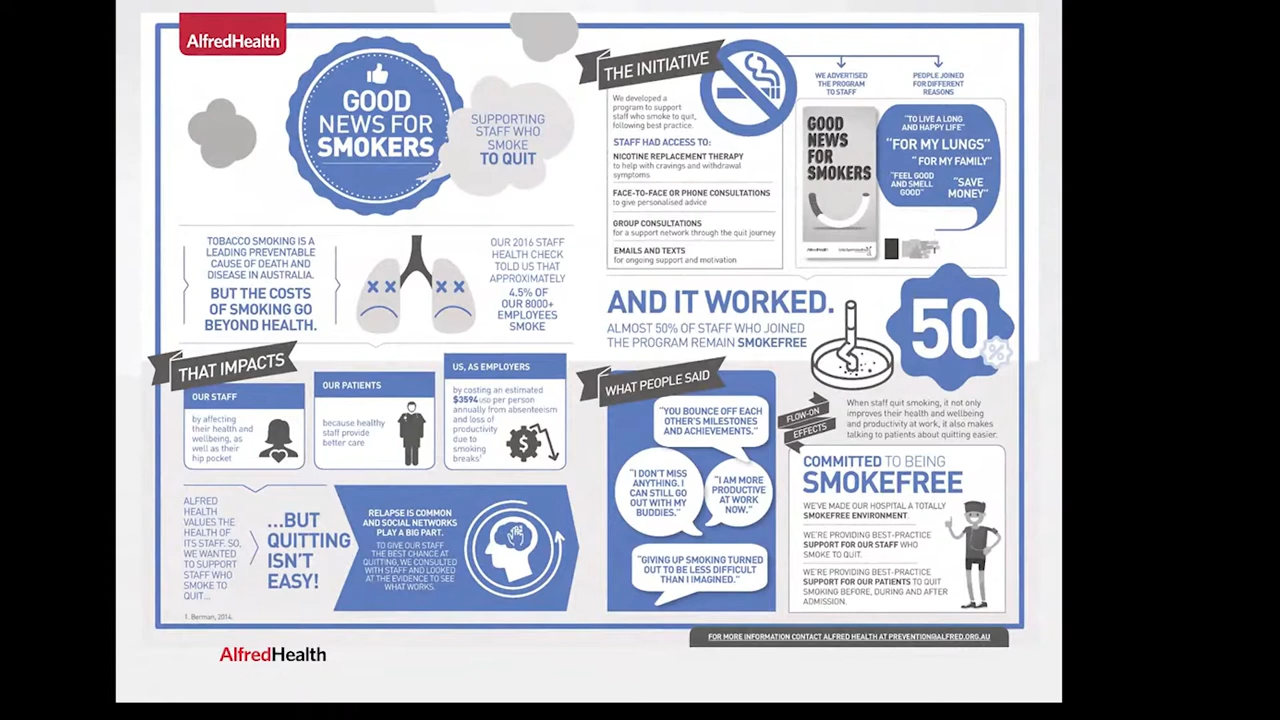 AlfredHealth
GOOD
NEWS FOR
SMOKERS
SUPPORTING
STAFF WHO
SMOKE
TO QUIT
TOBACCO SMOKING IS A
LEADING PREVENTABLE
CAUSE OF DEATH AND
DISEASE IN AUSTRALIA.
BUT THE COSTS
OF SMOKING GO
BEYOND HEALTH.
OUR 2016 STAFF
HEALTH CHECK
TOLD US THAT
APPROXIMATELY
4.5% OF
OUR 8000+
EMPLOYEES
SMOKE
THAT IMPACTS
OUR STAFF
by affecting
their health and
wellbeing, as
well as their
hip pocket
OUR PATIENTS
because healthy
staff provide
better care
US, AS EMPLOYERS
by costing an estimated
$3594 USD per person
annually from absenteeism
and loss of
productivity
due to
smoking
breaks¹
$
ALFRED
HEALTH
VALUES THE
HEALTH OF
ITS STAFF. SO,
WE WANTED
TO SUPPORT
STAFF WHO
SMOKE TO
QUIT...
...BUT
QUITTING
ISN'T
EASY!
RELAPSE IS COMMON
AND SOCIAL NETWORKS
PLAY A BIG PART.
TO GIVE OUR STAFF
THE BEST CHANCE AT
QUITTING, WE CONSULTED
WITH STAFF AND LOOKED
AT THE EVIDENCE TO SEE
WHAT WORKS.
1. Berman, 2014.
THE INITIATIVE
We developed a
program to support
staff who smoke to quit,
following best practice.
STAFF HAD ACCESS TO:
NICOTINE REPLACEMENT THERAPY
to help with cravings and withdrawal
symptoms
FACE-TO-FACE OR PHONE CONSULTATIONS
to give personalised advice
GROUP CONSULTATIONS
for a support network through the quit journey
EMAILS AND TEXTS
for ongoing support and motivation
WE ADVERTISED
THE PROGRAM
TO STAFF
PEOPLE JOINED
FOR DIFFERENT
REASONS
GOOD
NEWS
FOR
SMOKERS
AlfredHealth
"TO LIVE A LONG
AND HAPPY LIFE"
"FOR MY LUNGS"
"FOR MY FAMILY"
"FEEL GOOD
AND SMELL
GOOD"
"SAVE
MONEY"
AND IT WORKED.
ALMOST 50% OF STAFF WHO JOINED
THE PROGRAM REMAIN SMOKEFREE
50
%
WHAT PEOPLE SAID
"YOU BOUNCE OFF EACH
OTHER'S MILESTONES
AND ACHIEVEMENTS."
"I DON'T MISS
ANYTHING. I
CAN STILL GO
OUT WITH MY
BUDDIES."
"I AM MORE
PRODUCTIVE
AT WORK
NOW."
"GIVING UP SMOKING TURNED
OUT TO BE LESS DIFFICULT
THAN I IMAGINED."
FLOW-ON
EFFECTS
When staff quit smoking, it not only
improves their health and wellbeing
and productivity at work, it also makes
talking to patients about quitting easier.
COMMITTED TO BEING
SMOKEFREE
WE'VE MADE OUR HOSPITAL A TOTALLY
SMOKEFREE ENVIRONMENT.
WE'RE PROVIDING BEST-PRACTICE
SUPPORT FOR OUR STAFF WHO
SMOKE TO QUIT.
WE'RE PROVIDING BEST-PRACTICE
SUPPORT FOR OUR PATIENTS TO QUIT
SMOKING BEFORE, DURING AND AFTER
ADMISSION.
FOR MORE INFORMATION CONTACT ALFRED HEALTH AT PREVENTION@ALFRED.ORG.AU
AlfredHealth